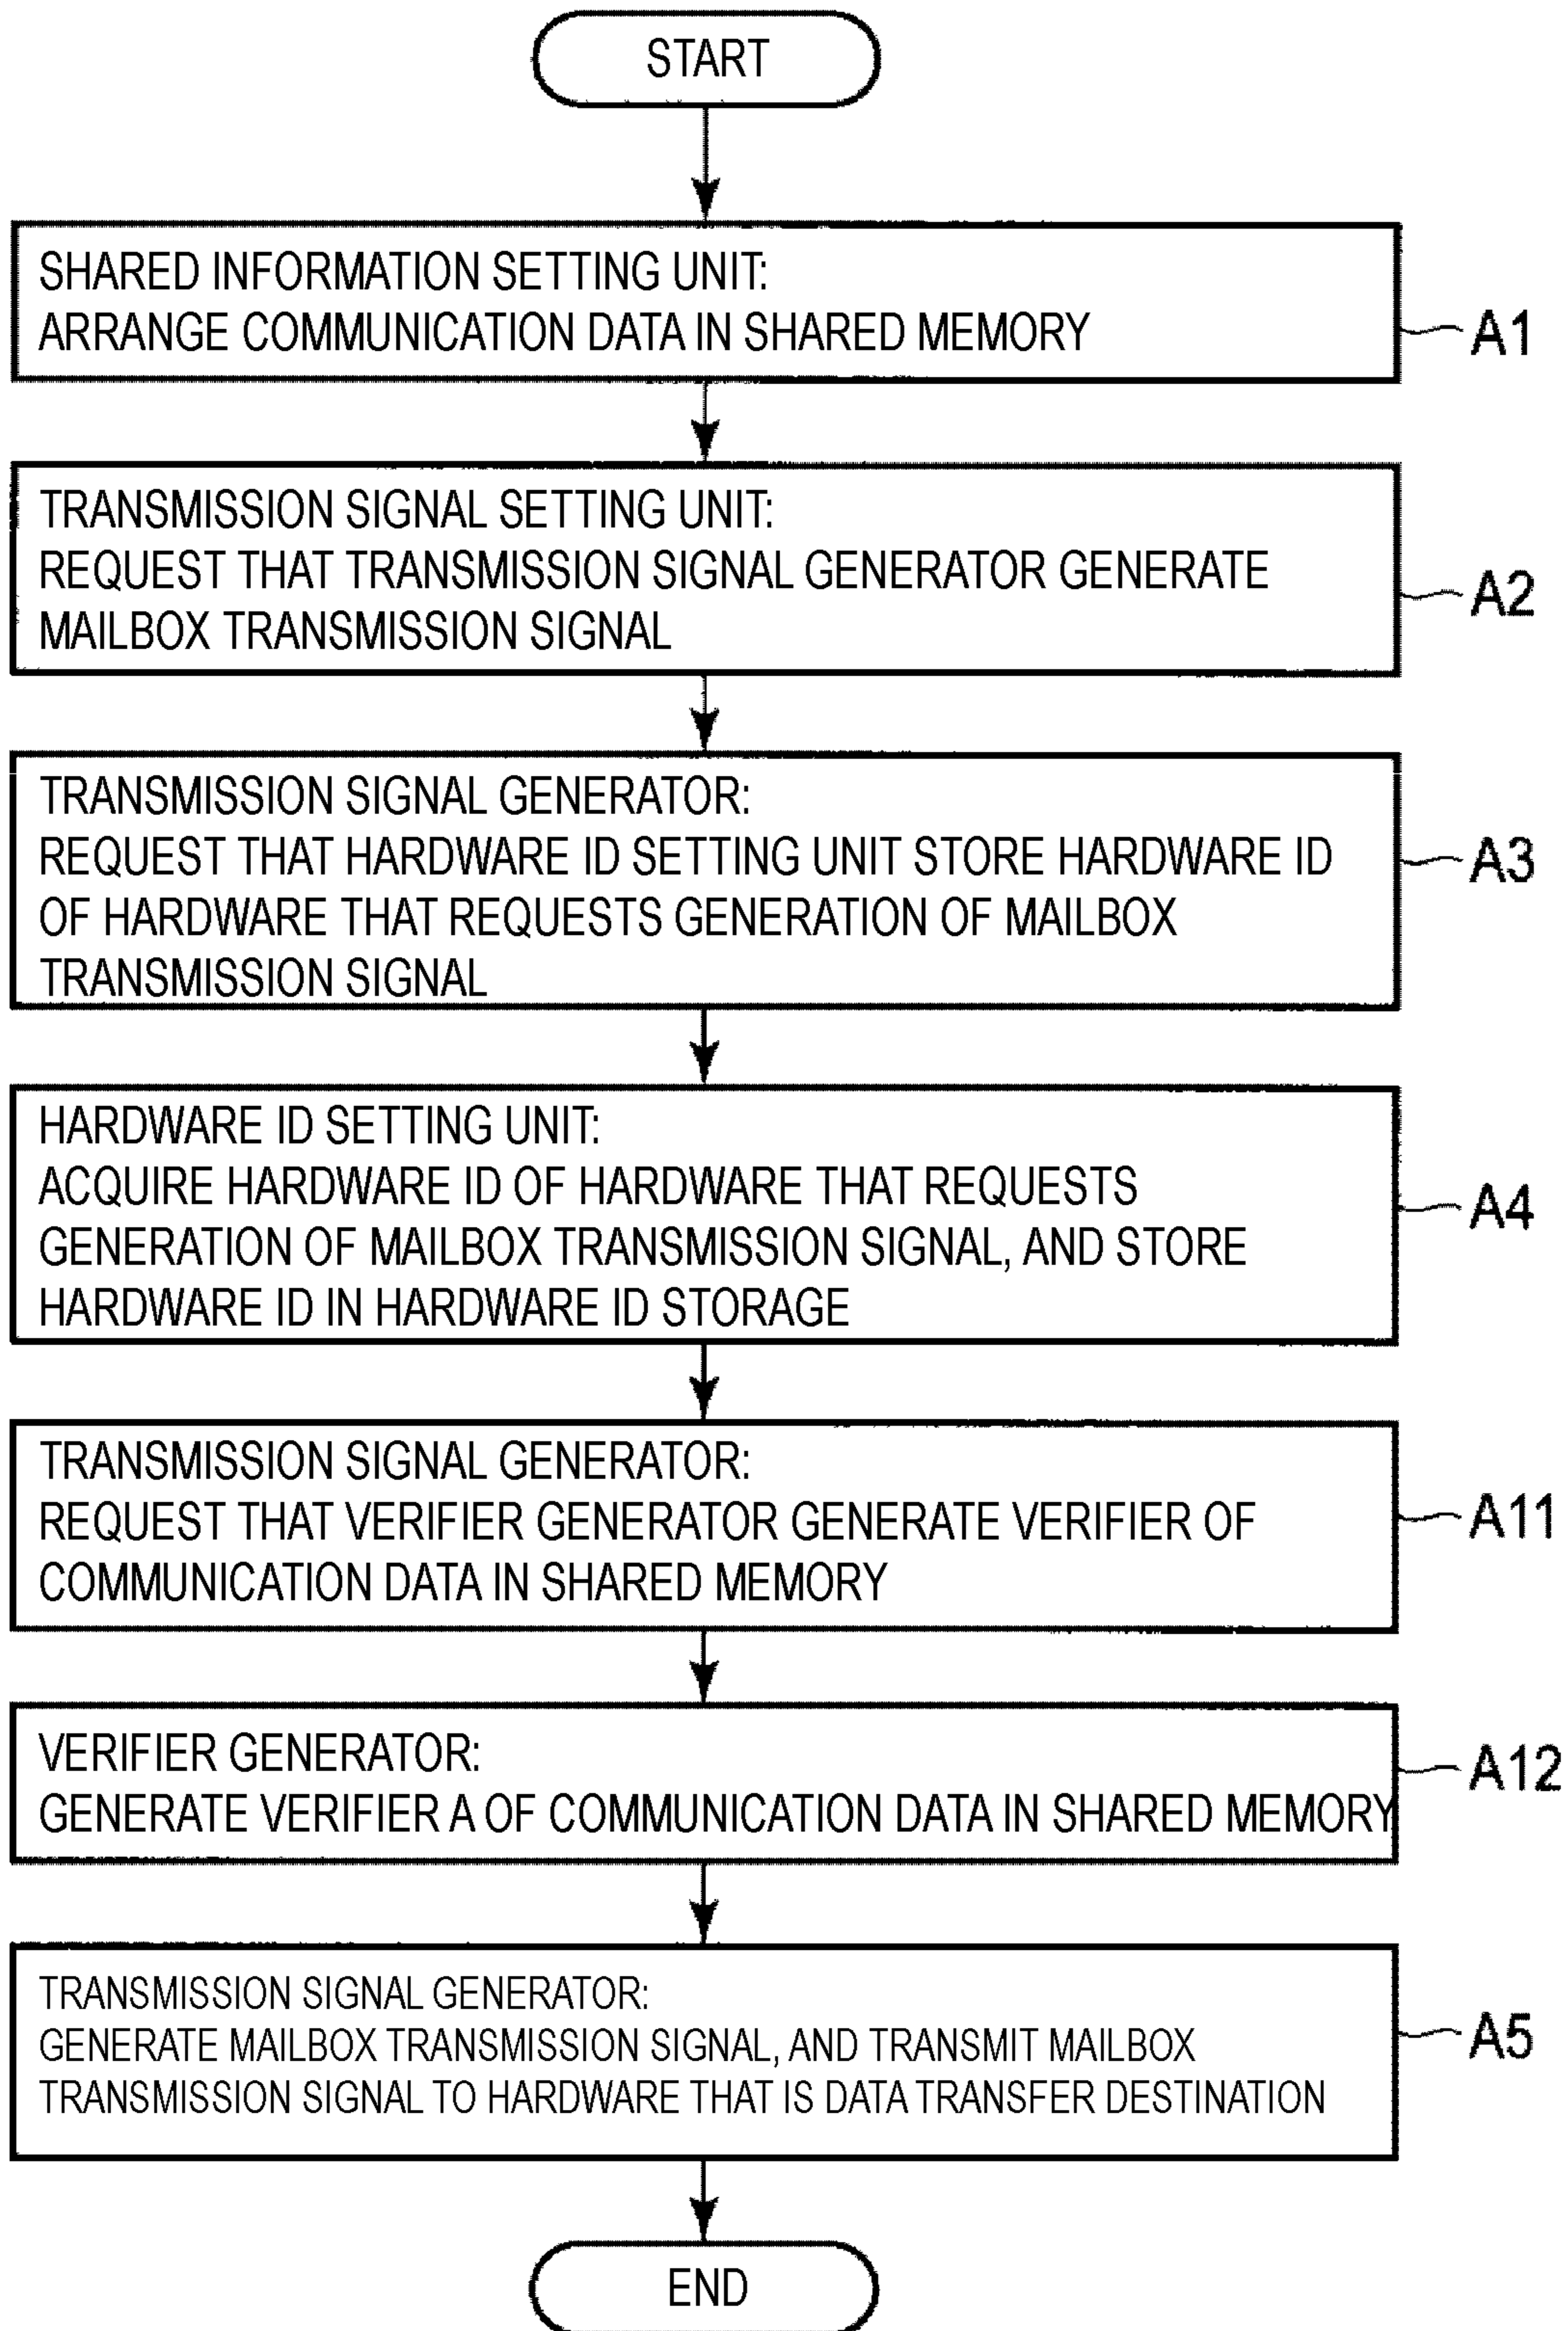 START
SHARED INFORMATION SETTING UNIT:
ARRANGE COMMUNICATION DATA IN SHARED MEMORY
A1
TRANSMISSION SIGNAL SETTING UNIT:
REQUEST THAT TRANSMISSION SIGNAL GENERATOR GENERATE
MAILBOX TRANSMISSION SIGNAL
A2
TRANSMISSION SIGNAL GENERATOR:
REQUEST THAT HARDWARE ID SETTING UNIT STORE HARDWARE ID
OF HARDWARE THAT REQUESTS GENERATION OF MAILBOX
TRANSMISSION SIGNAL
A3
HARDWARE ID SETTING UNIT:
ACQUIRE HARDWARE ID OF HARDWARE THAT REQUESTS
GENERATION OF MAILBOX TRANSMISSION SIGNAL, AND STORE
HARDWARE ID IN HARDWARE ID STORAGE
A4
TRANSMISSION SIGNAL GENERATOR:
REQUEST THAT VERIFIER GENERATOR GENERATE VERIFIER OF
COMMUNICATION DATA IN SHARED MEMORY
A11
VERIFIER GENERATOR:
GENERATE VERIFIER A OF COMMUNICATION DATA IN SHARED MEMORY
A12
TRANSMISSION SIGNAL GENERATOR:
GENERATE MAILBOX TRANSMISSION SIGNAL, AND TRANSMIT MAILBOX
TRANSMISSION SIGNAL TO HARDWARE THAT IS DATA TRANSFER DESTINATION
A5
END